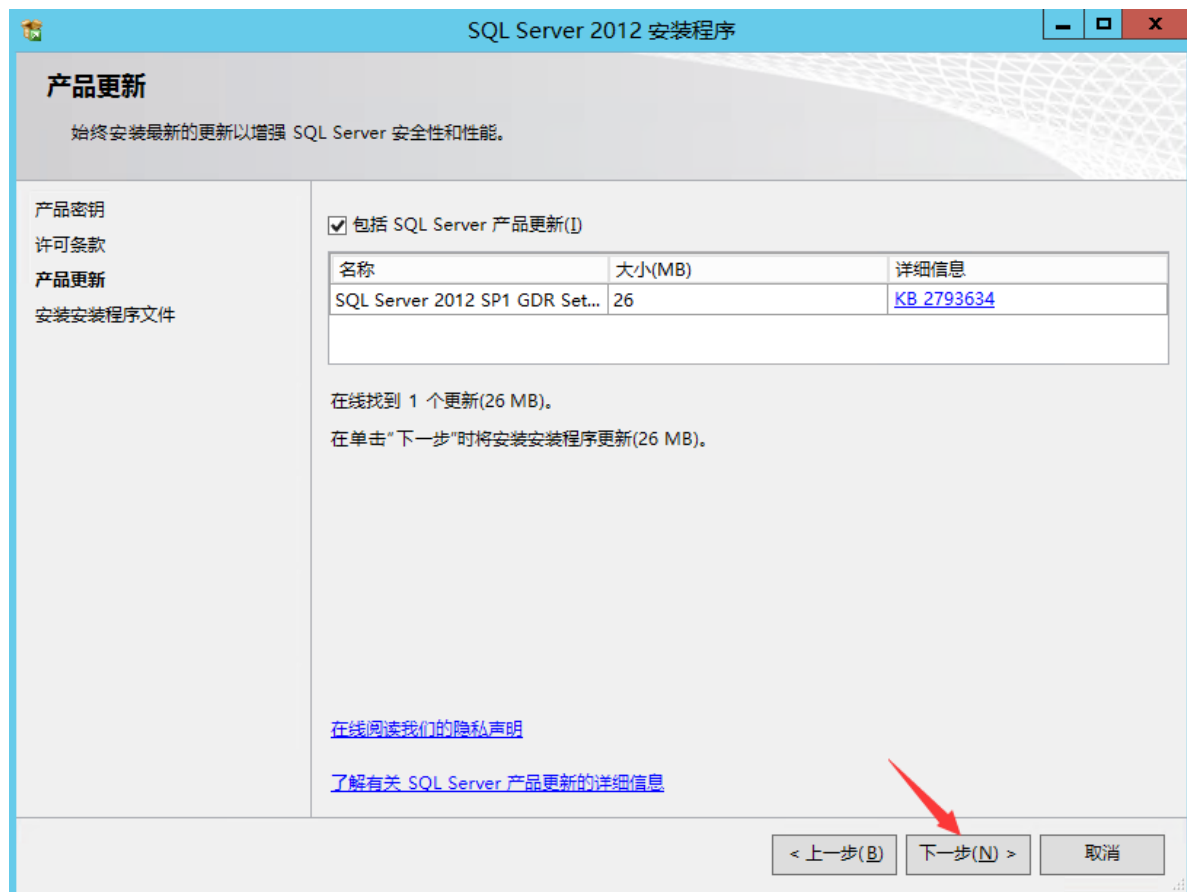 SQL Server 2012 安装程序
产品更新
始终安装最新的更新以增强 SQL Server 安全性和性能。
产品密钥
许可条款
产品更新
安装安装程序文件
包括 SQL Server 产品更新(I)
名称 大小(MB) 详细信息
SQL Server 2012 SP1 GDR Set... 26 KB 2793634
在线找到 1 个更新(26 MB)。
在单击"下一步"时将安装安装程序更新(26 MB)。
在线阅读我们的隐私声明
了解有关 SQL Server 产品更新的详细信息
< 上一步(B) 下一步(N) > 取消